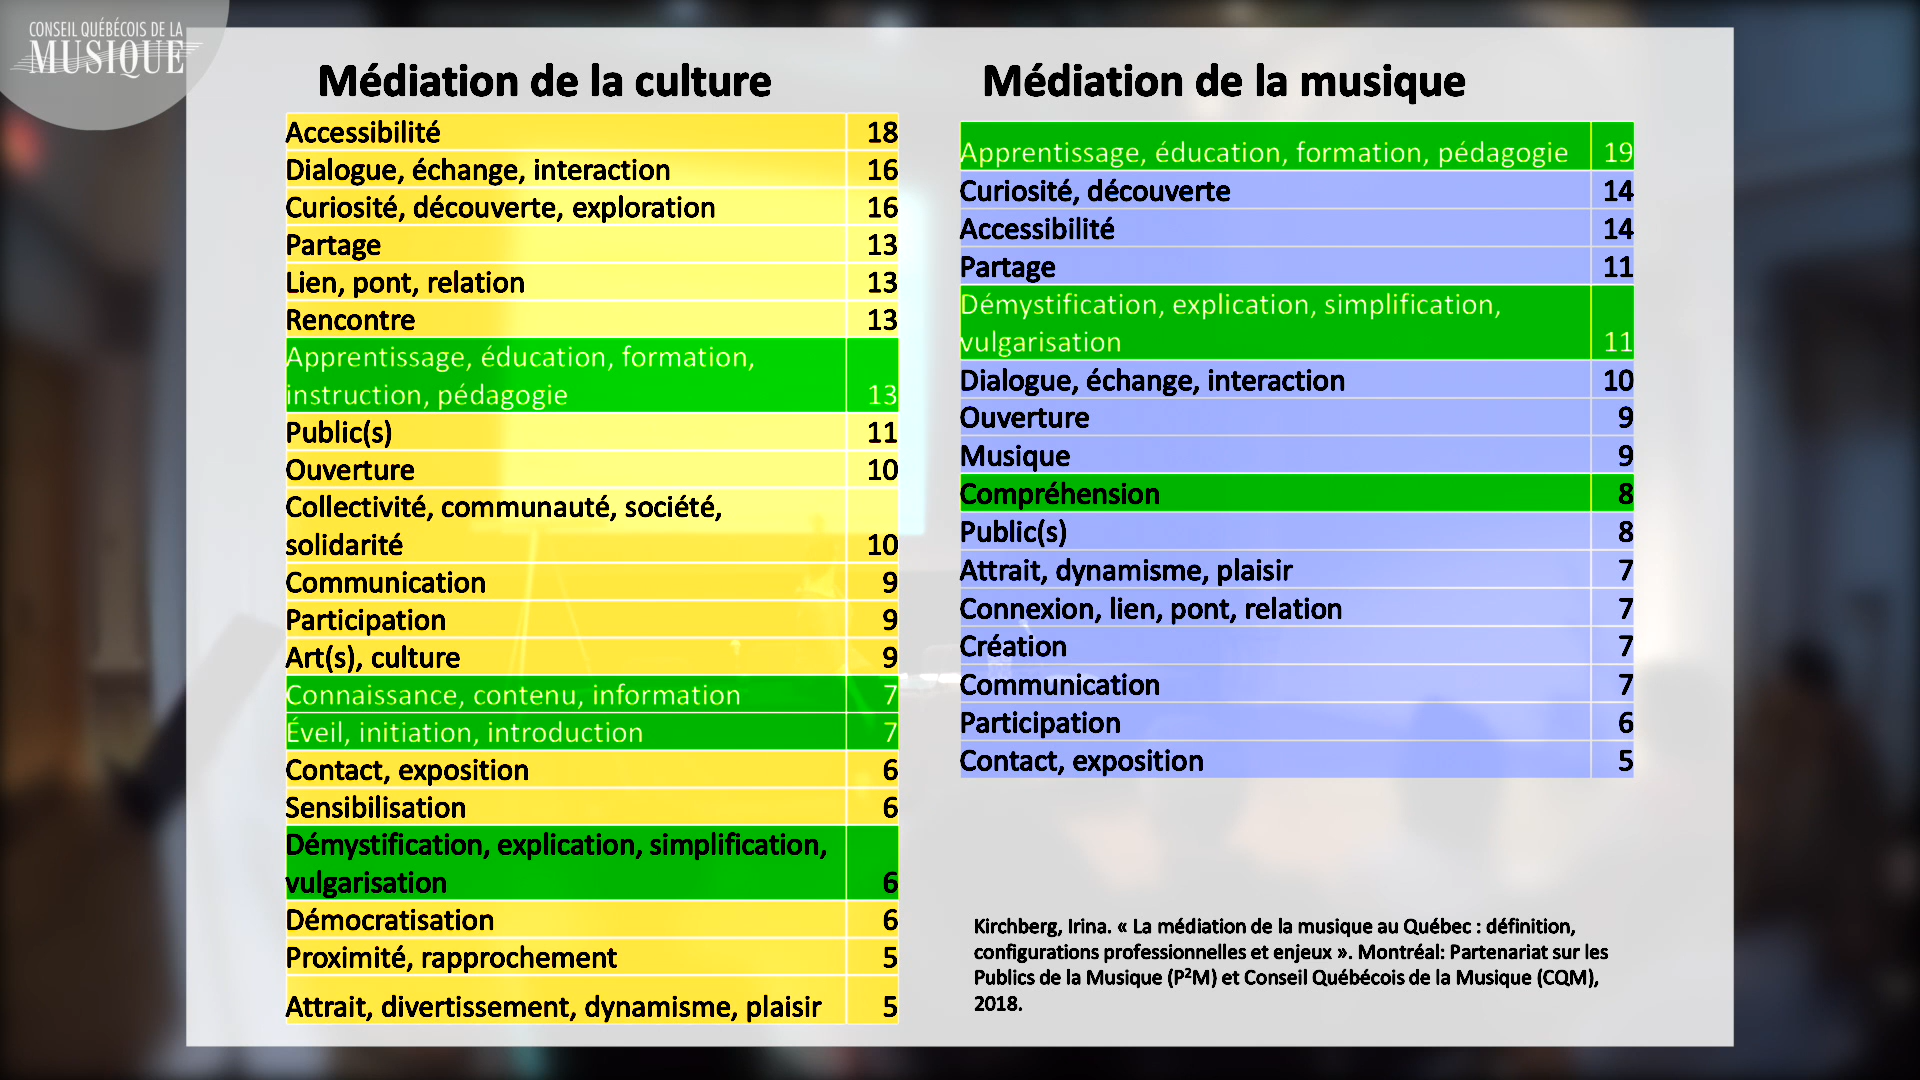 CONSEIL QUÉBÉCOIS DE LA
MUSIQUE
Médiation de la culture
Accessibilité 18
Dialogue, échange, interaction 16
Curiosité, découverte, exploration 16
Partage 13
Lien, pont, relation 13
Rencontre 13
Apprentissage, éducation, formation,
instruction, pédagogie 13
Public(s) 11
Ouverture 10
Collectivité, communauté, société,
solidarité 10
Communication 9
Participation 9
Art(s), culture 9
Connaissance, contenu, information 7
Éveil, initiation, introduction 7
Contact, exposition 6
Sensibilisation 6
Démystification, explication, simplification,
vulgarisation 6
Démocratisation 6
Proximité, rapprochement 5
Attrait, divertissement, dynamisme, plaisir 5
Médiation de la musique
Apprentissage, éducation, formation, pédagogie 19
Curiosité, découverte 14
Accessibilité 14
Partage 11
Démystification, explication, simplification,
vulgarisation 11
Dialogue, échange, interaction 10
Ouverture 9
Musique 9
Compréhension 8
Public(s) 8
Attrait, dynamisme, plaisir 7
Connexion, lien, pont, relation 7
Création 7
Communication 7
Participation 6
Contact, exposition 5
Kirchberg, Irina. « La médiation de la musique au Québec : définition,
configurations professionnelles et enjeux ». Montréal: Partenariat sur les
Publics de la Musique (P²M) et Conseil Québécois de la Musique (CQM),
2018.